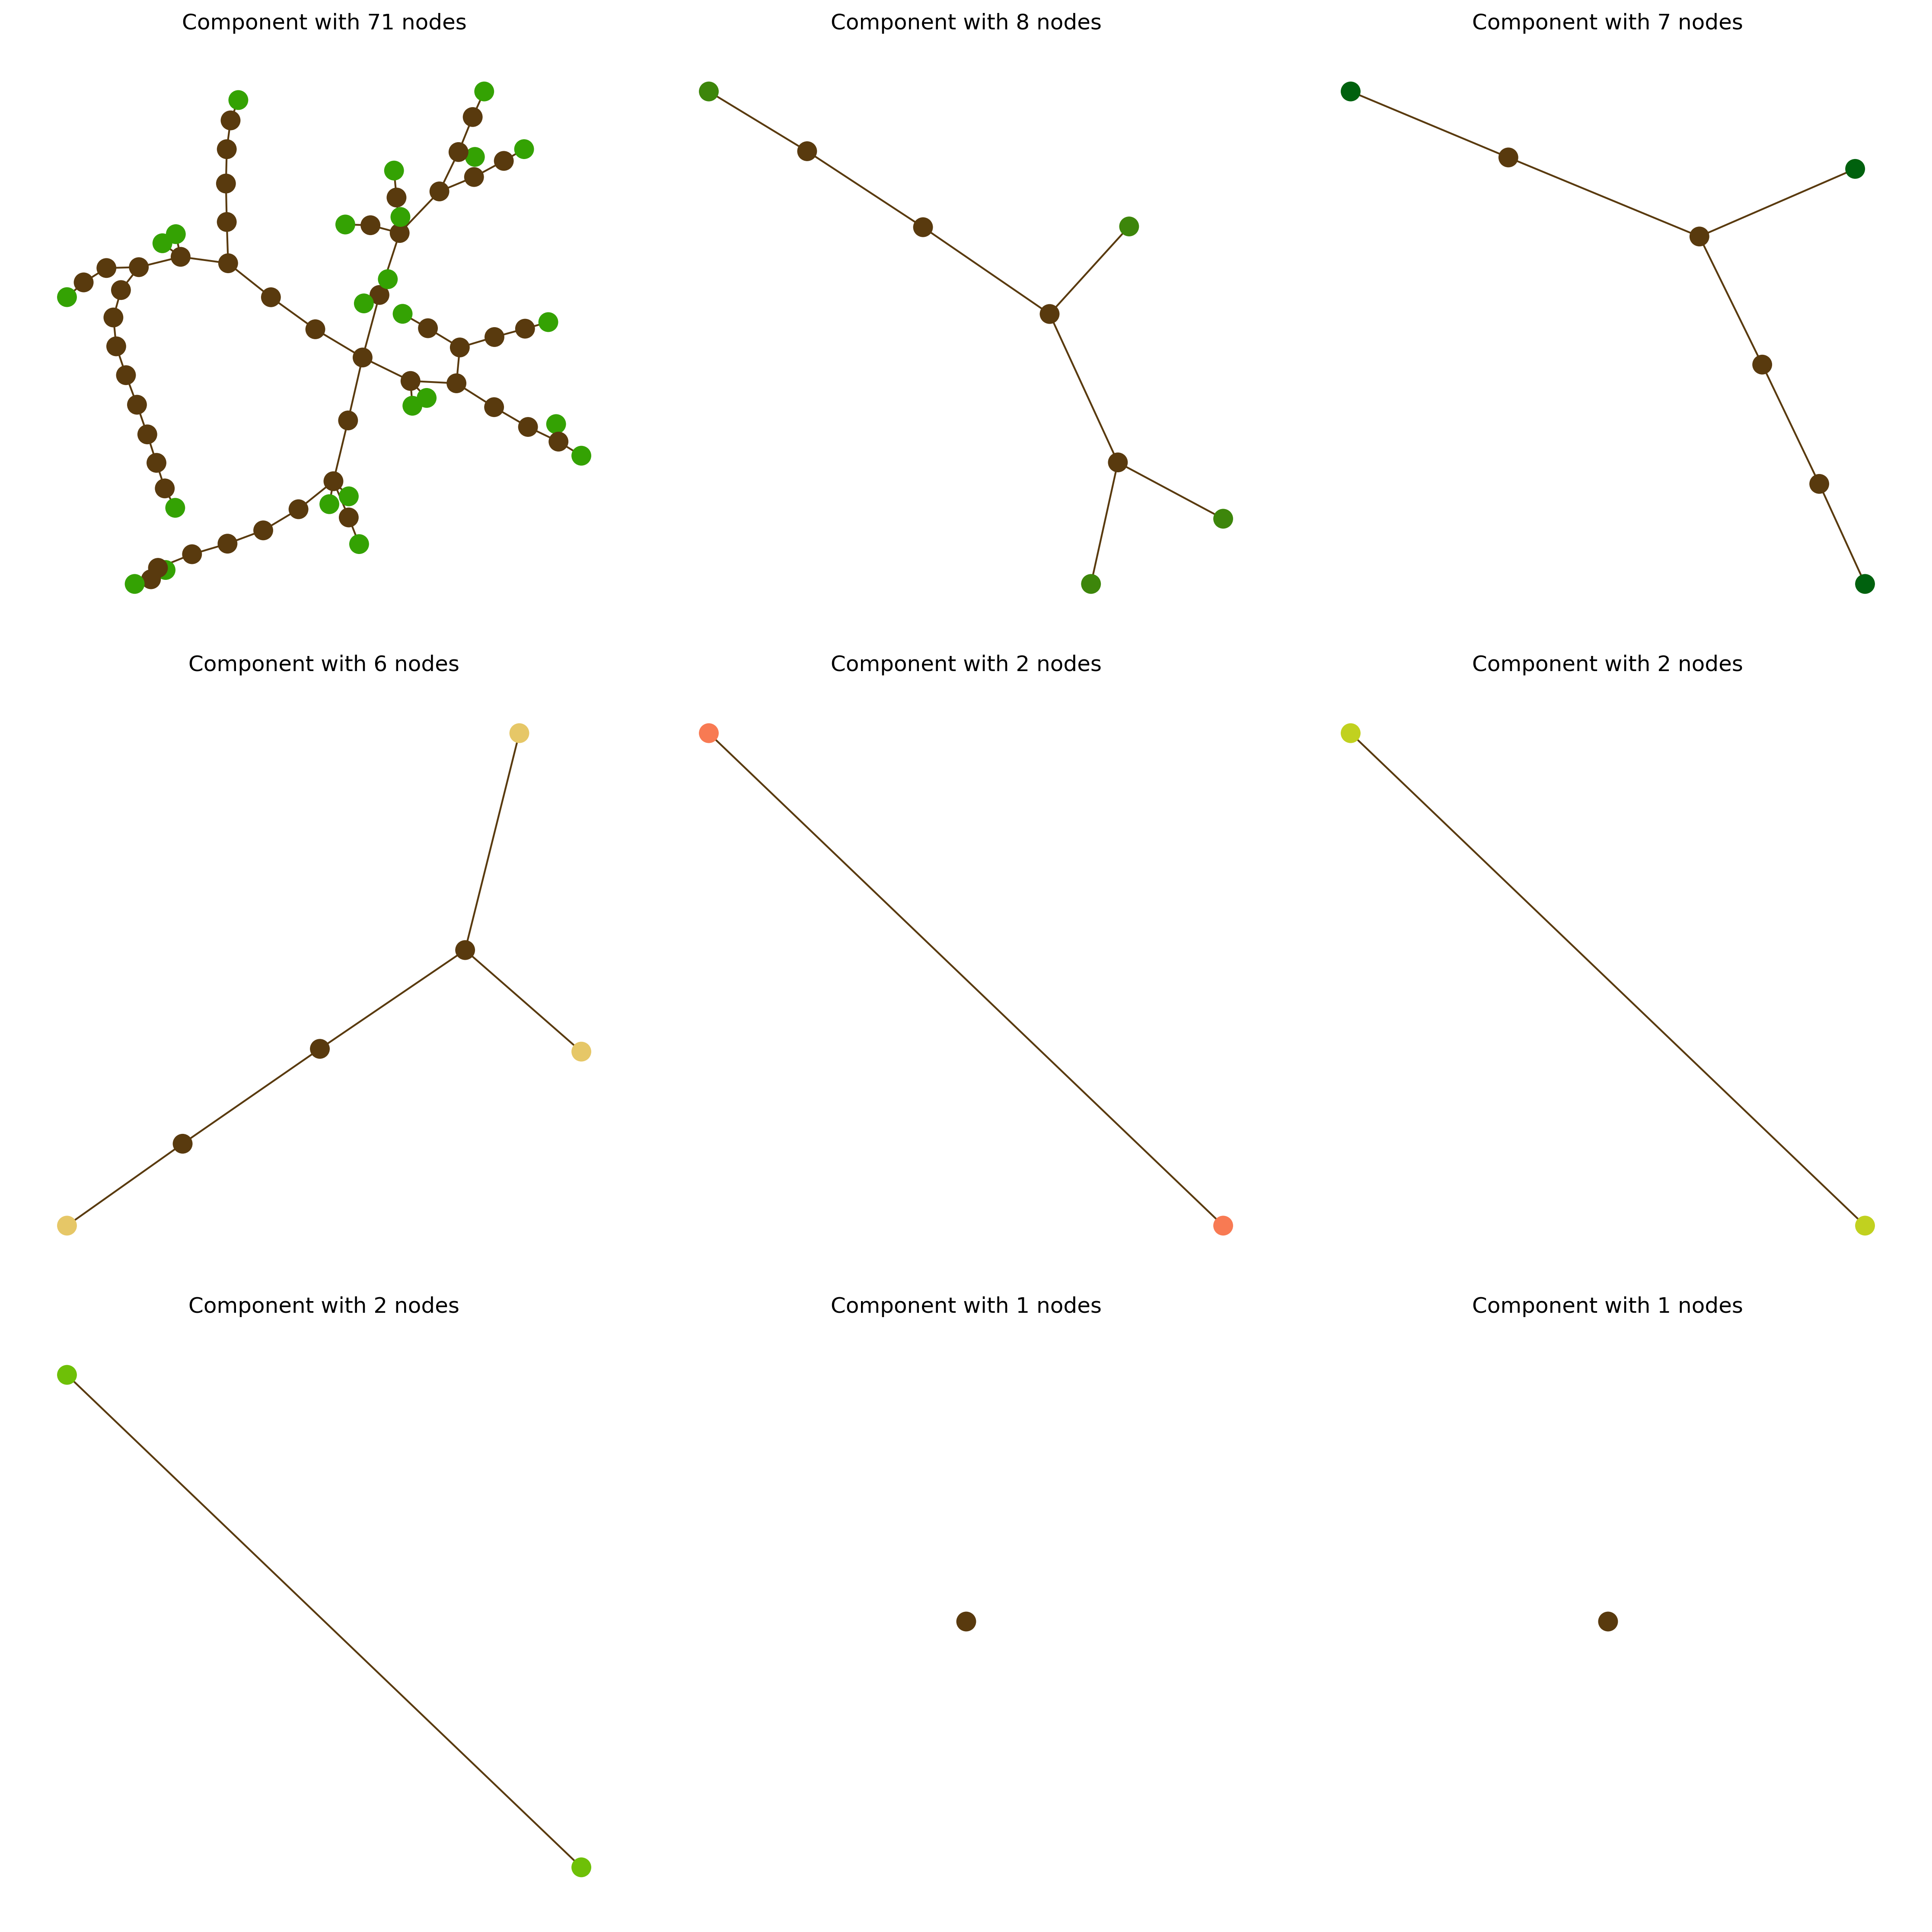 Component with 71 nodes
Component with 8 nodes
Component with 7 nodes
Component with 6 nodes
Component with 2 nodes
Component with 2 nodes
Component with 2 nodes
Component with 1 nodes
Component with 1 nodes